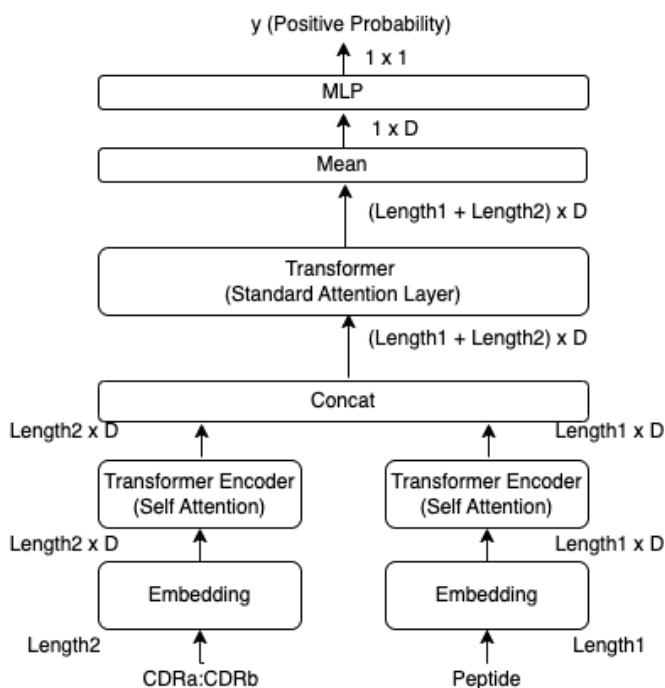 y (Positive Probability)
1 x 1
MLP
1 x D
Mean
(Length1 + Length2) x D
Transformer
(Standard Attention Layer)
(Length1 + Length2) x D
Concat
Length2 x D
Length1 x D
Transformer Encoder
(Self Attention)
Transformer Encoder
(Self Attention)
Length2 x D
Length1 x D
Embedding
Embedding
Length2
Length1
CDRa:CDRb
Peptide